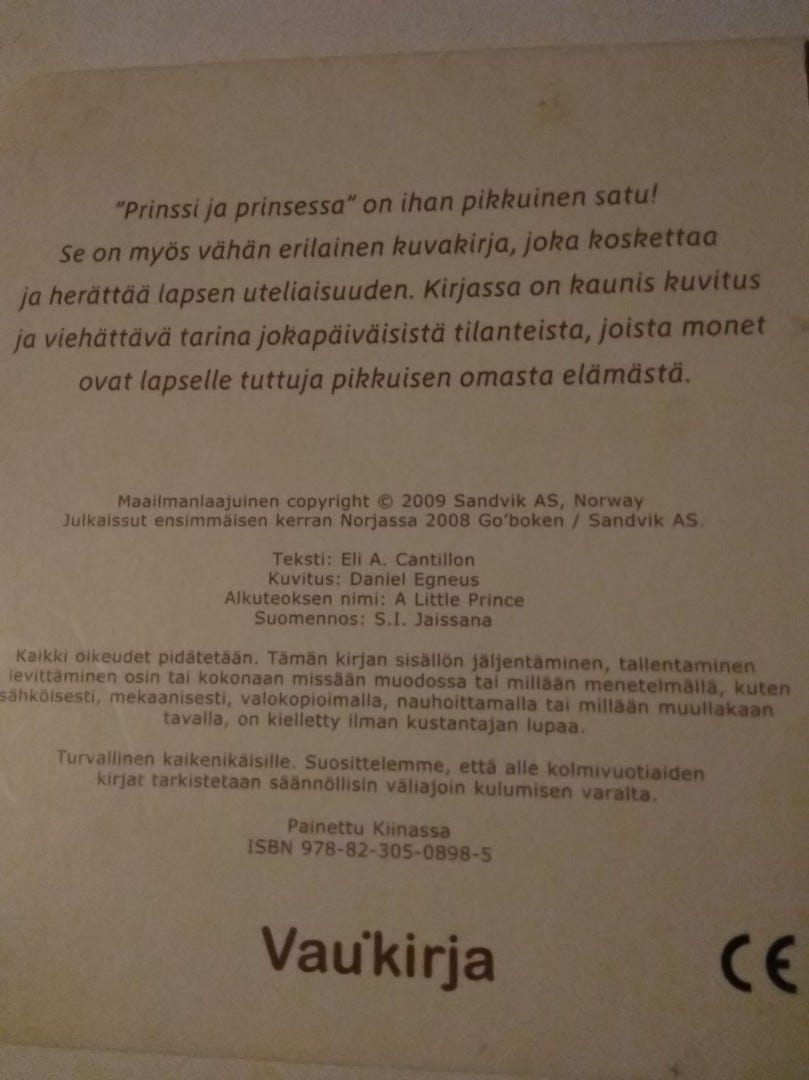 "Prinssi ja prinsessa" on ihan pikkuinen satu!
Se on myös vähän erilainen kuvakirja, joka koskettaa
ja herättää lapsen uteliaisuuden. Kirjassa on kaunis kuvitus
ja viehättävä tarina jokapäiväisistä tilanteista, joista monet
ovat lapselle tuttuja pikkuisen omasta elämästä.
Maailmanlaajuinen copyright © 2009 Sandvik AS, Norway
Julkaissut ensimmäisen kerran Norjassa 2008 Go'boken / Sandvik AS.
Teksti: Eli A. Cantillon
Kuvitus: Daniel Egneus
Alkuteoksen nimi: A Little Prince
Suomennos: S.I. Jaissana
Kaikki oikeudet pidätetään. Tämän kirjan sisällön jäljentäminen, tallentaminen
levittäminen osin tai kokonaan missään muodossa tai millään menetelmällä, kuten
sähköisesti, mekaanisesti, valokopioimalla, nauhoittamalla tai millään muullakaan
tavalla, on kielletty ilman kustantajan lupaa.
Turvallinen kaikenikäisille. Suosittelemme, että alle kolmivuotiaiden
kirjat tarkistetaan säännöllisin väliajoin kulumisen varalta.
Painettu Kiinassa
ISBN 978-82-305-0898-5
Vau'kirja
CE